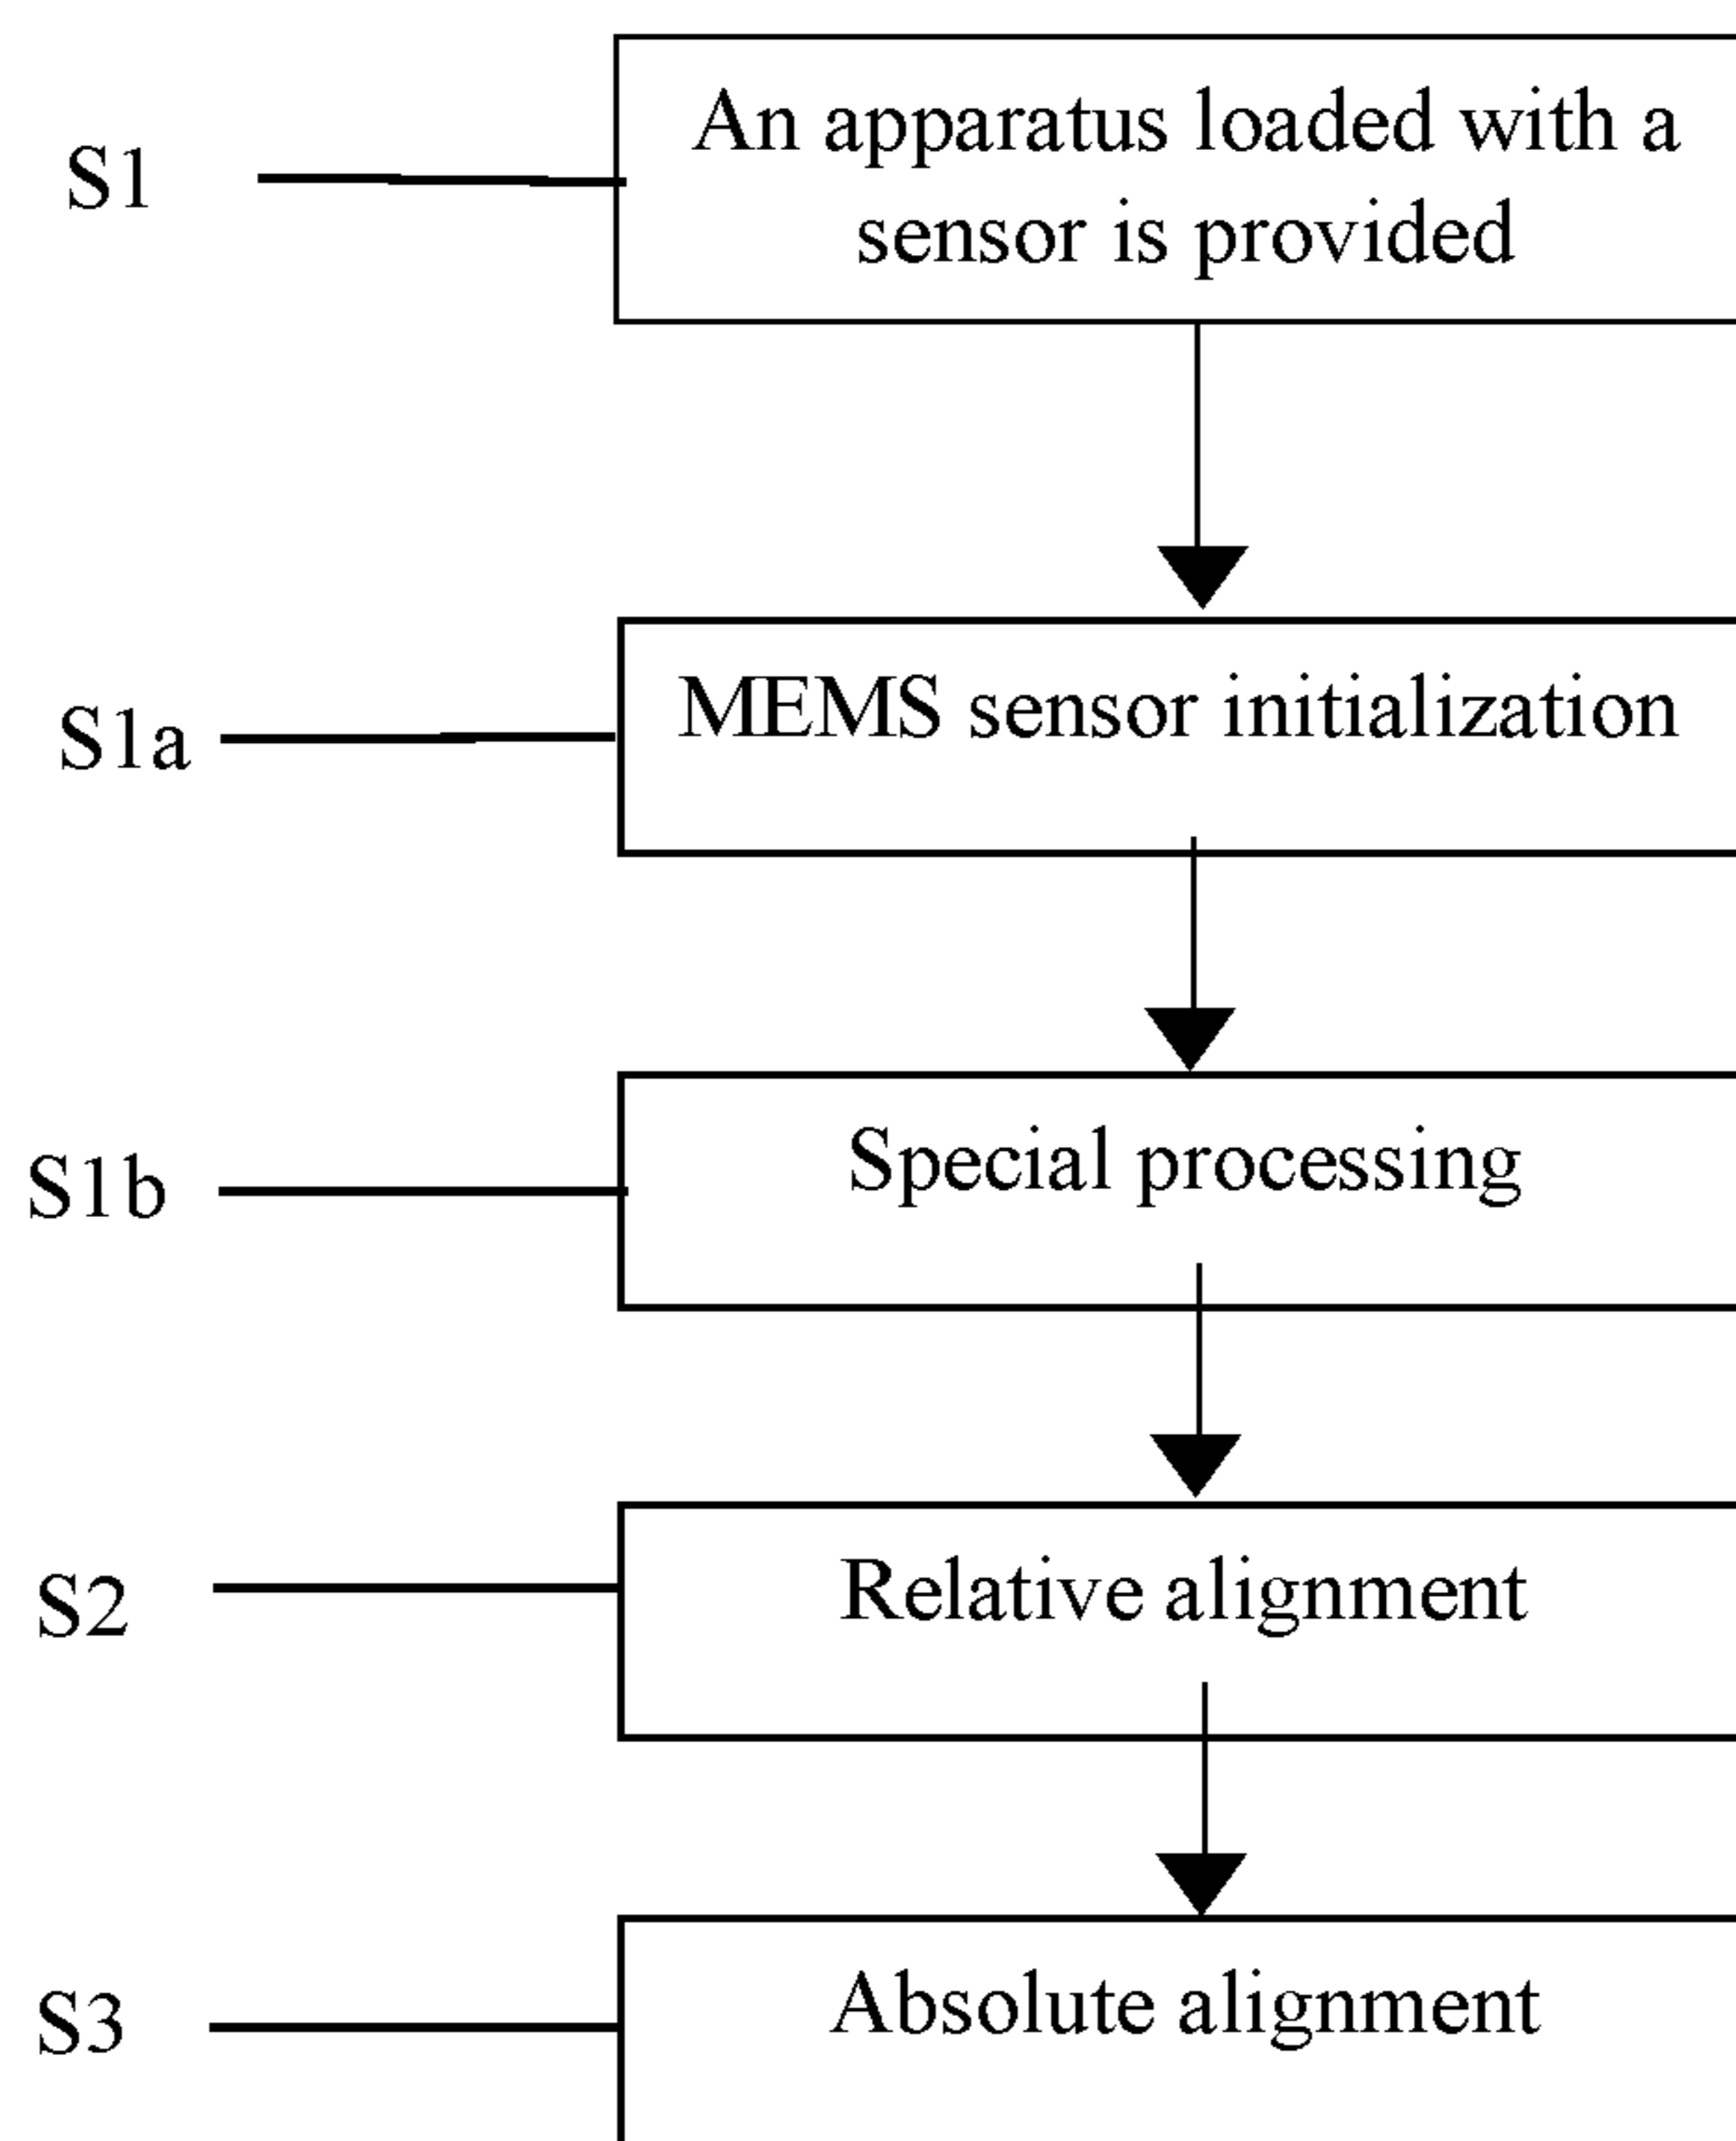 S1
An apparatus loaded with a
sensor is provided
S1a
MEMS sensor initialization
S1b
Special processing
S2
Relative alignment
S3
Absolute alignment